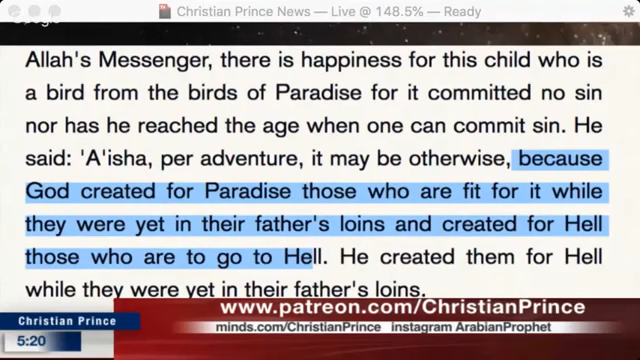 Christian Prince News — Live @ 148.5% — Ready
Allah's Messenger, there is happiness for this child who is
a bird from the birds of Paradise for it committed no sin
nor has he reached the age when one can commit sin. He
said: 'A'isha, per adventure, it may be otherwise, because
God created for Paradise those who are fit for it while
they were yet in their father's loins and created for Hell
those who are to go to Hell. He created them for Hell
while they were yet in their father's loins.
www.patreon.com/ChristianPrince
Christian Prince
minds.com/ChristianPrince instagram ArabianProphet
5:20